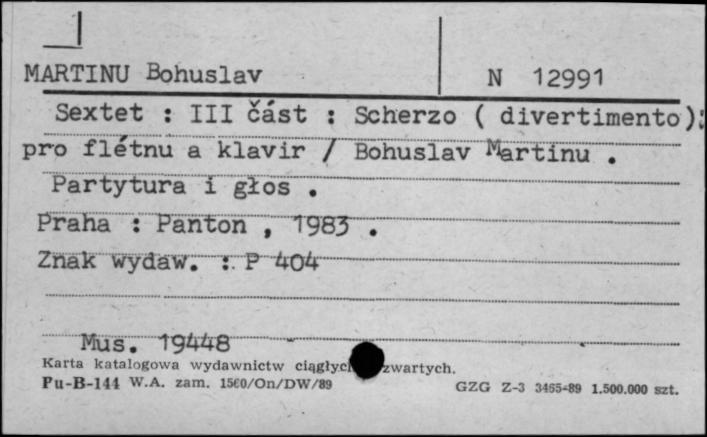 MARTINU Bohuslav N 12991
Sextet : III část : Scherzo ( divertimento):
pro flétnu a klavir / Bohuslav Martinu .
Partytura i głos .
Praha : Panton , 1983 .
Znak wydaw. : P 404
Mus. 19448
Karta katalogowa wydawnictw ciągłych zwartych.
Pu-B-144 W.A. zam. 1560/On/DW/89 GZG Z-3 3465-89 1.500.000 szt.